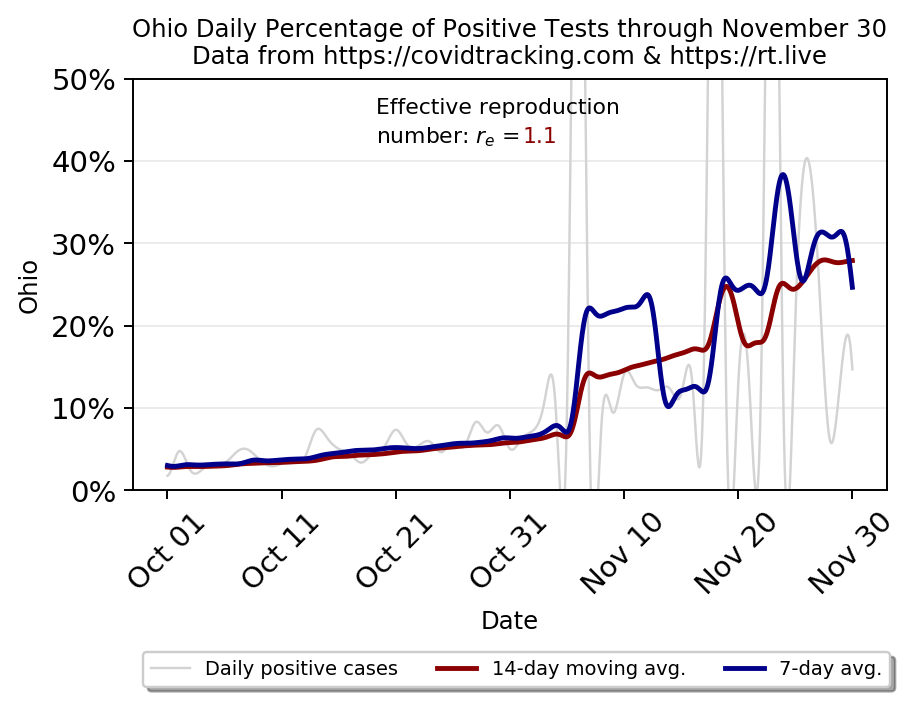 Ohio Daily Percentage of Positive Tests through November 30
Data from https://covidtracking.com & https://rt.live
50%
40%
30%
20%
10%
0%
Ohio
Effective reproduction
number: rₑ = 1.1
Oct 01
Oct 11
Oct 21
Oct 31
Nov 10
Nov 20
Nov 30
Date
Daily positive cases
14-day moving avg.
7-day avg.